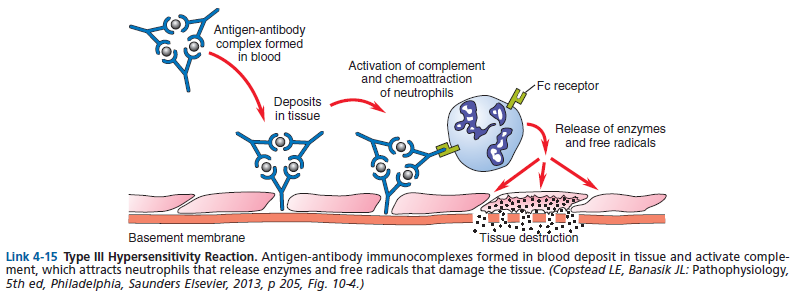 Antigen-antibody
complex formed
in blood
Deposits
in tissue
Activation of complement
and chemoattraction
of neutrophils
Fc receptor
Release of enzymes
and free radicals
Basement membrane
Tissue destruction
Link 4-15 Type III Hypersensitivity Reaction. Antigen-antibody immunocomplexes formed in blood deposit in tissue and activate comple-
ment, which attracts neutrophils that release enzymes and free radicals that damage the tissue. (Copstead LE, Banasik JL: Pathophysiology,
5th ed, Philadelphia, Saunders Elsevier, 2013, p 205, Fig. 10-4.)